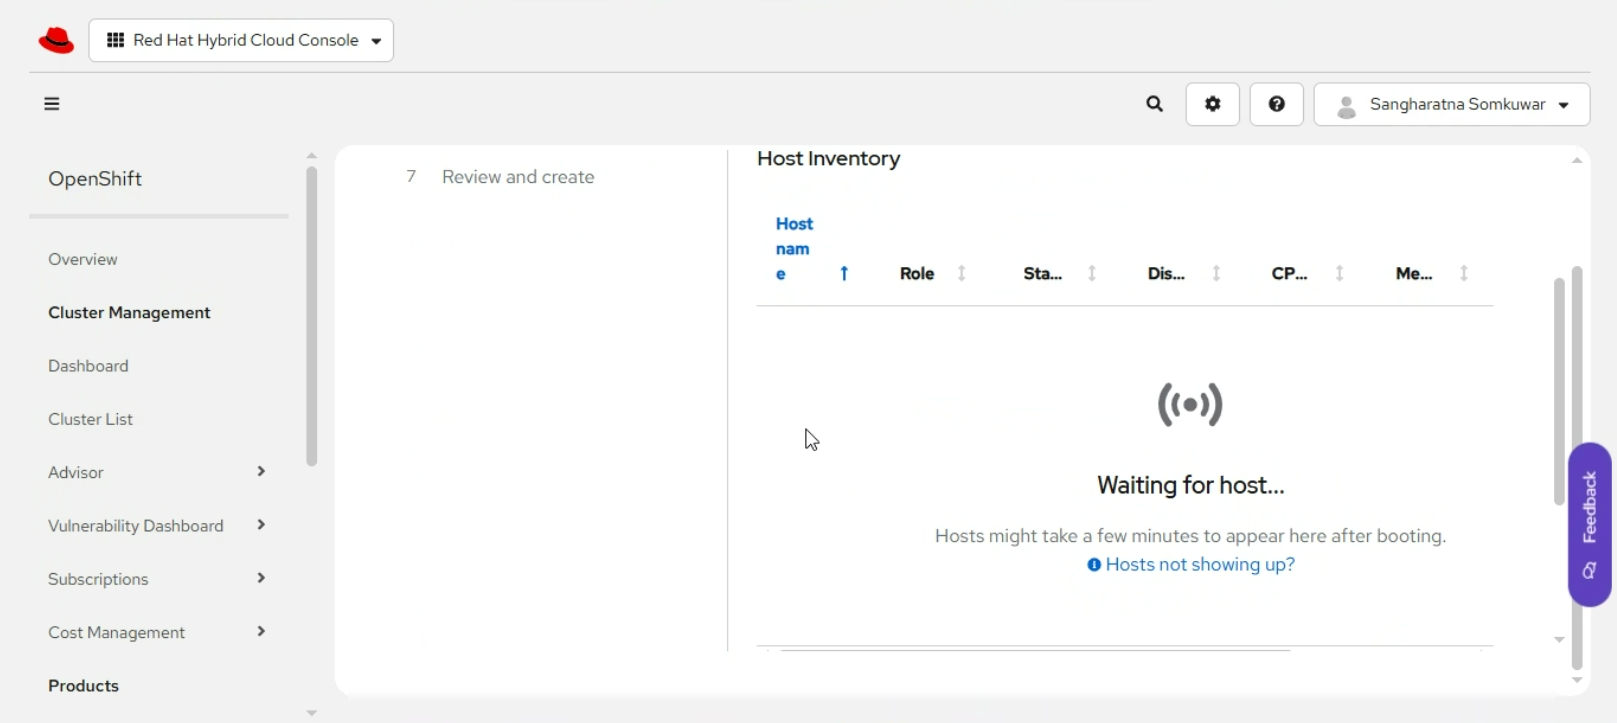 Red Hat Hybrid Cloud Console
Sangharatna Somkuwar
OpenShift
Overview
Cluster Management
Dashboard
Cluster List
Advisor
Vulnerability Dashboard
Subscriptions
Cost Management
Products
7 Review and create
Host Inventory
Host
nam
e
Role
Sta...
Dis...
CP...
Me...
Waiting for host...
Hosts might take a few minutes to appear here after booting.
Hosts not showing up?
Feedback